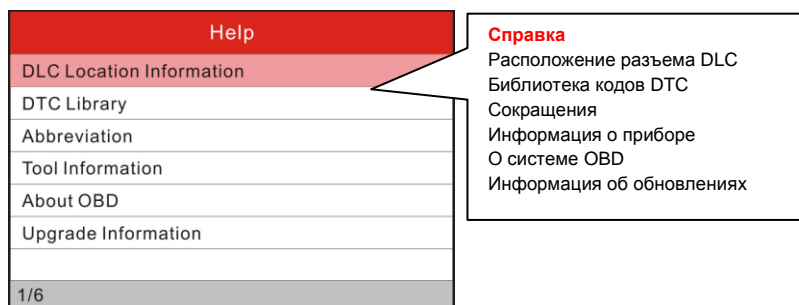 Help
DLC Location Information
DTC Library
Abbreviation
Tool Information
About OBD
Upgrade Information
1/6
Справка
Расположение разъема DLC
Библиотека кодов DTC
Сокращения
Информация о приборе
О системе OBD
Информация об обновлениях